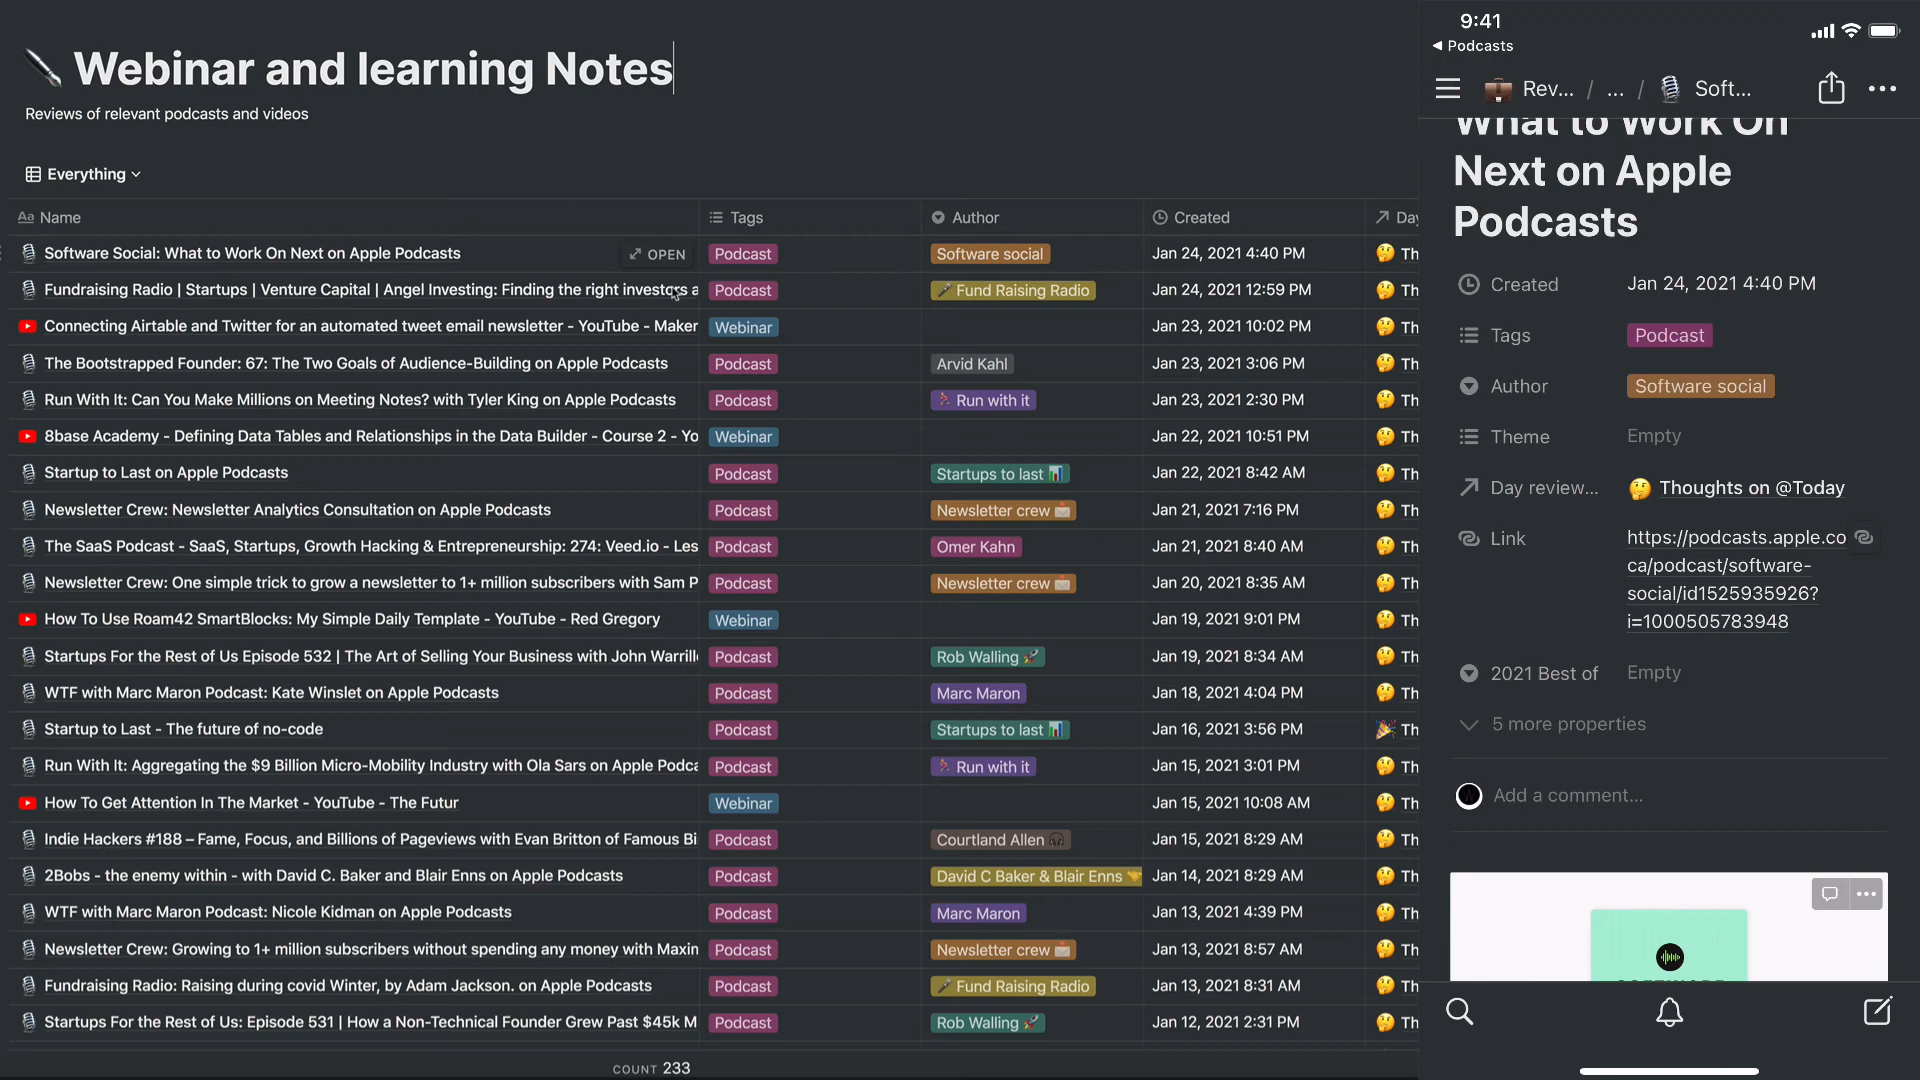 Webinar and learning Notes
Reviews of relevant podcasts and videos
Everything
Aa Name Tags Author Created Day
Software Social: What to Work On Next on Apple Podcasts OPEN Podcast Software social Jan 24, 2021 4:40 PM Th
Fundraising Radio | Startups | Venture Capital | Angel Investing: Finding the right investors a Podcast Fund Raising Radio Jan 24, 2021 12:59 PM Th
Connecting Airtable and Twitter for an automated tweet email newsletter - YouTube - Maker Webinar Jan 23, 2021 10:02 PM Th
The Bootstrapped Founder: 67: The Two Goals of Audience-Building on Apple Podcasts Podcast Arvid Kahl Jan 23, 2021 3:06 PM Th
Run With It: Can You Make Millions on Meeting Notes? with Tyler King on Apple Podcasts Podcast Run with it Jan 23, 2021 2:30 PM Th
8base Academy - Defining Data Tables and Relationships in the Data Builder - Course 2 - Yo Webinar Jan 22, 2021 10:51 PM Th
Startup to Last on Apple Podcasts Podcast Startups to last Jan 22, 2021 8:42 AM Th
Newsletter Crew: Newsletter Analytics Consultation on Apple Podcasts Podcast Newsletter crew Jan 21, 2021 7:16 PM Th
The SaaS Podcast - SaaS, Startups, Growth Hacking & Entrepreneurship: 274: Veed.io - Les Podcast Omer Kahn Jan 21, 2021 8:40 AM Th
Newsletter Crew: One simple trick to grow a newsletter to 1+ million subscribers with Sam P Podcast Newsletter crew Jan 20, 2021 8:35 AM Th
How To Use Roam42 SmartBlocks: My Simple Daily Template - YouTube - Red Gregory Webinar Jan 19, 2021 9:01 PM Th
Startups For the Rest of Us Episode 532 | The Art of Selling Your Business with John Warrill Podcast Rob Walling Jan 19, 2021 8:34 AM Th
WTF with Marc Maron Podcast: Kate Winslet on Apple Podcasts Podcast Marc Maron Jan 18, 2021 4:04 PM Th
Startup to Last - The future of no-code Podcast Startups to last Jan 16, 2021 3:56 PM Th
Run With It: Aggregating the $9 Billion Micro-Mobility Industry with Ola Sars on Apple Podca Podcast Run with it Jan 15, 2021 3:01 PM Th
How To Get Attention In The Market - YouTube - The Futur Webinar Jan 15, 2021 10:08 AM Th
Indie Hackers #188 – Fame, Focus, and Billions of Pageviews with Evan Britton of Famous Bi Podcast Courtland Allen Jan 15, 2021 8:29 AM Th
2Bobs - the enemy within - with David C. Baker and Blair Enns on Apple Podcasts Podcast David C Baker & Blair Enns Jan 14, 2021 8:29 AM Th
WTF with Marc Maron Podcast: Nicole Kidman on Apple Podcasts Podcast Marc Maron Jan 13, 2021 4:39 PM Th
Newsletter Crew: Growing to 1+ million subscribers without spending any money with Maxin Podcast Newsletter crew Jan 13, 2021 8:57 AM Th
Fundraising Radio: Raising during covid Winter, by Adam Jackson. on Apple Podcasts Podcast Fund Raising Radio Jan 13, 2021 8:31 AM Th
Startups For the Rest of Us: Episode 531 | How a Non-Technical Founder Grew Past $45k M Podcast Rob Walling Jan 12, 2021 2:31 PM Th
COUNT 233
9:41
Podcasts
Rev... / ... / Soft...
What to Work On
Next on Apple
Podcasts
Created Jan 24, 2021 4:40 PM
Tags Podcast
Author Software social
Theme Empty
Day review... Thoughts on @Today
Link https://podcasts.apple.co
ca/podcast/software-
social/id1525935926?
i=1000505783948
2021 Best of Empty
5 more properties
Add a comment...